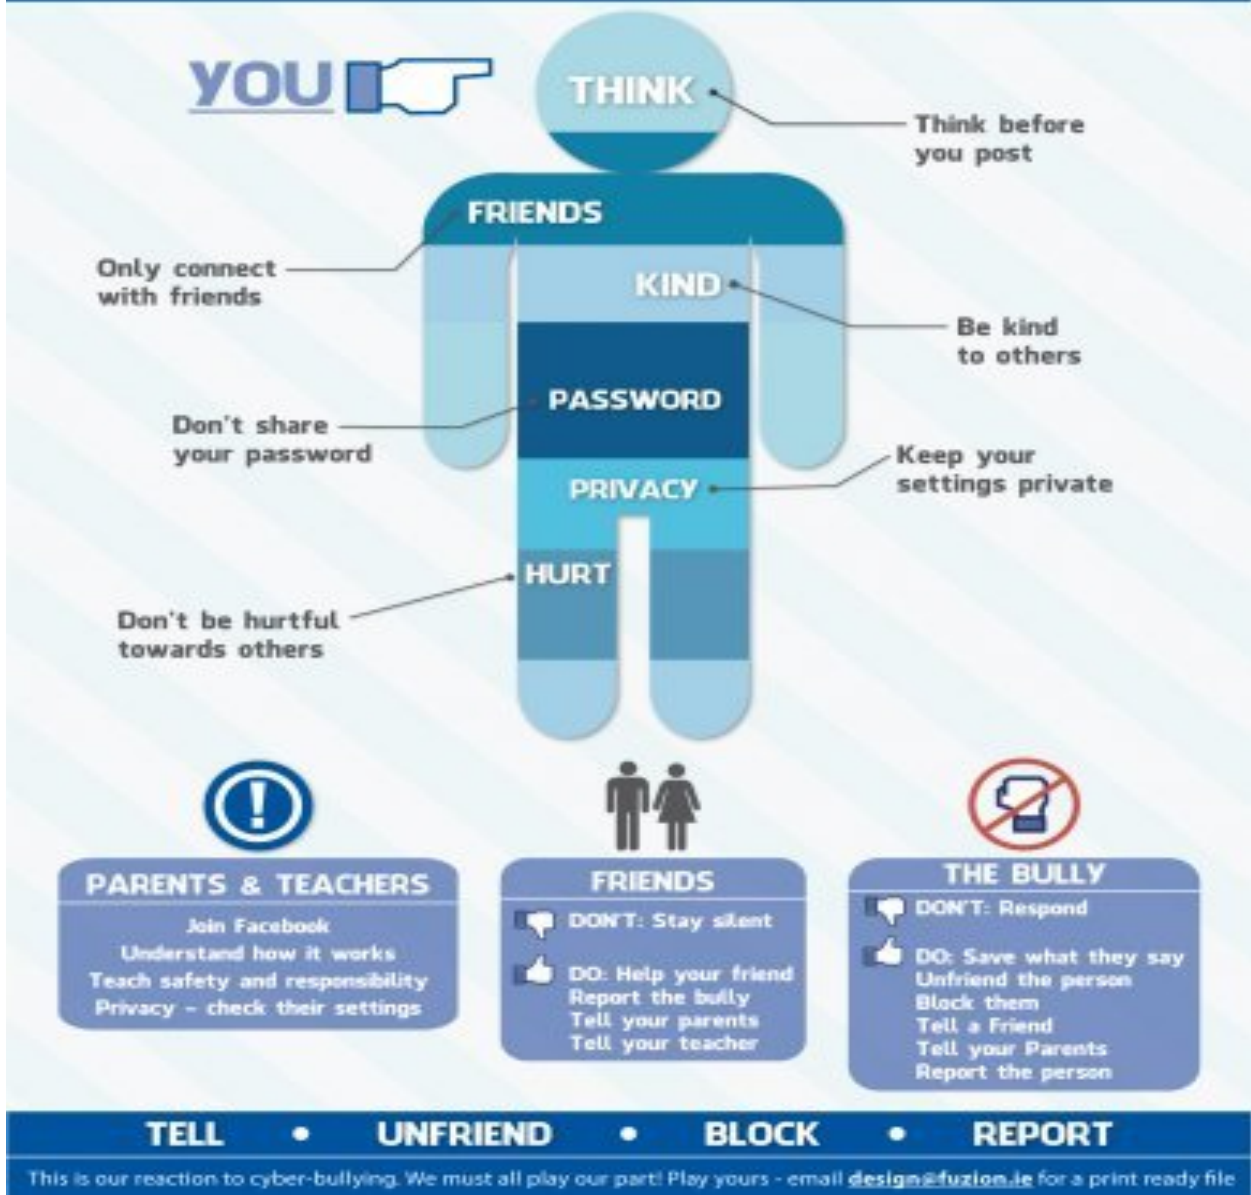 YOU
THINK
Think before
you post
FRIENDS
Only connect
with friends
KIND
Be kind
to others
PASSWORD
Don't share
your password
PRIVACY
Keep your
settings private
HURT
Don't be hurtful
towards others
!
PARENTS & TEACHERS
Join Facebook
Understand how it works
Teach safety and responsibility
Privacy – check their settings
FRIENDS
DON'T: Stay silent
DO: Help your friend
Report the bully
Tell your parents
Tell your teacher
THE BULLY
DON'T: Respond
DO: Save what they say
Unfriend the person
Block them
Tell a Friend
Tell your Parents
Report the person
TELL • UNFRIEND • BLOCK • REPORT
This is our reaction to cyber-bullying. We must all play our part! Play yours - email design@fuzion.ie for a print ready file